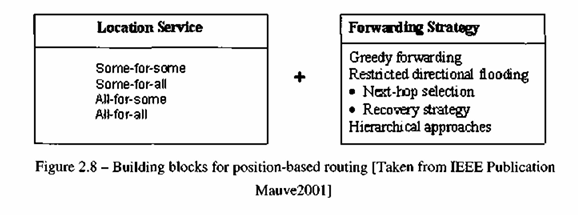 Location Service
Some-for-some
Some-for-all
All-for-some
All-for-all
+
Forwarding Strategy
Greedy forwarding
Restricted directional flooding
• Next-hop selection
• Recovery strategy
Hierarchical approaches
Figure 2.8 – Building blocks for position-based routing [Taken from IEEE Publication
Mauve2001]